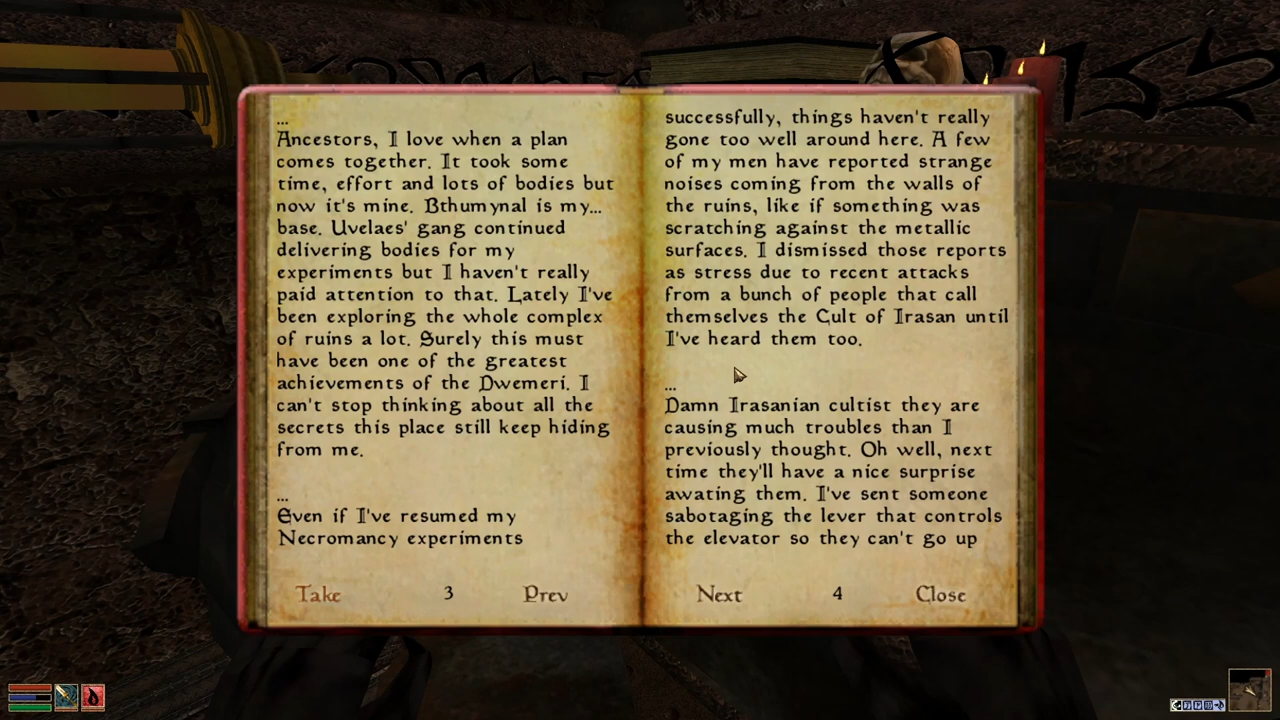 ...
Ancestors, I love when a plan
comes together. It took some
time, effort and lots of bodies but
now it's mine. Bthumynal is my...
base. Uvelaes' gang continued
delivering bodies for my
experiments but I haven't really
paid attention to that. Lately I've
been exploring the whole complex
of ruins a lot. Surely this must
have been one of the greatest
achievements of the Dwemeri. I
can't stop thinking about all the
secrets this place still keep hiding
from me.
...
Even if I've resumed my
Necromancy experiments
Take 3 Prev
successfully, things haven't really
gone too well around here. A few
of my men have reported strange
noises coming from the walls of
the ruins, like if something was
scratching against the metallic
surfaces. I dismissed those reports
as stress due to recent attacks
from a bunch of people that call
themselves the Cult of Irasan until
I've heard them too.
...
Damn Irasanian cultist they are
causing much troubles than I
previously thought. Oh well, next
time they'll have a nice surprise
awating them. I've sent someone
sabotaging the lever that controls
the elevator so they can't go up
Next 4 Close